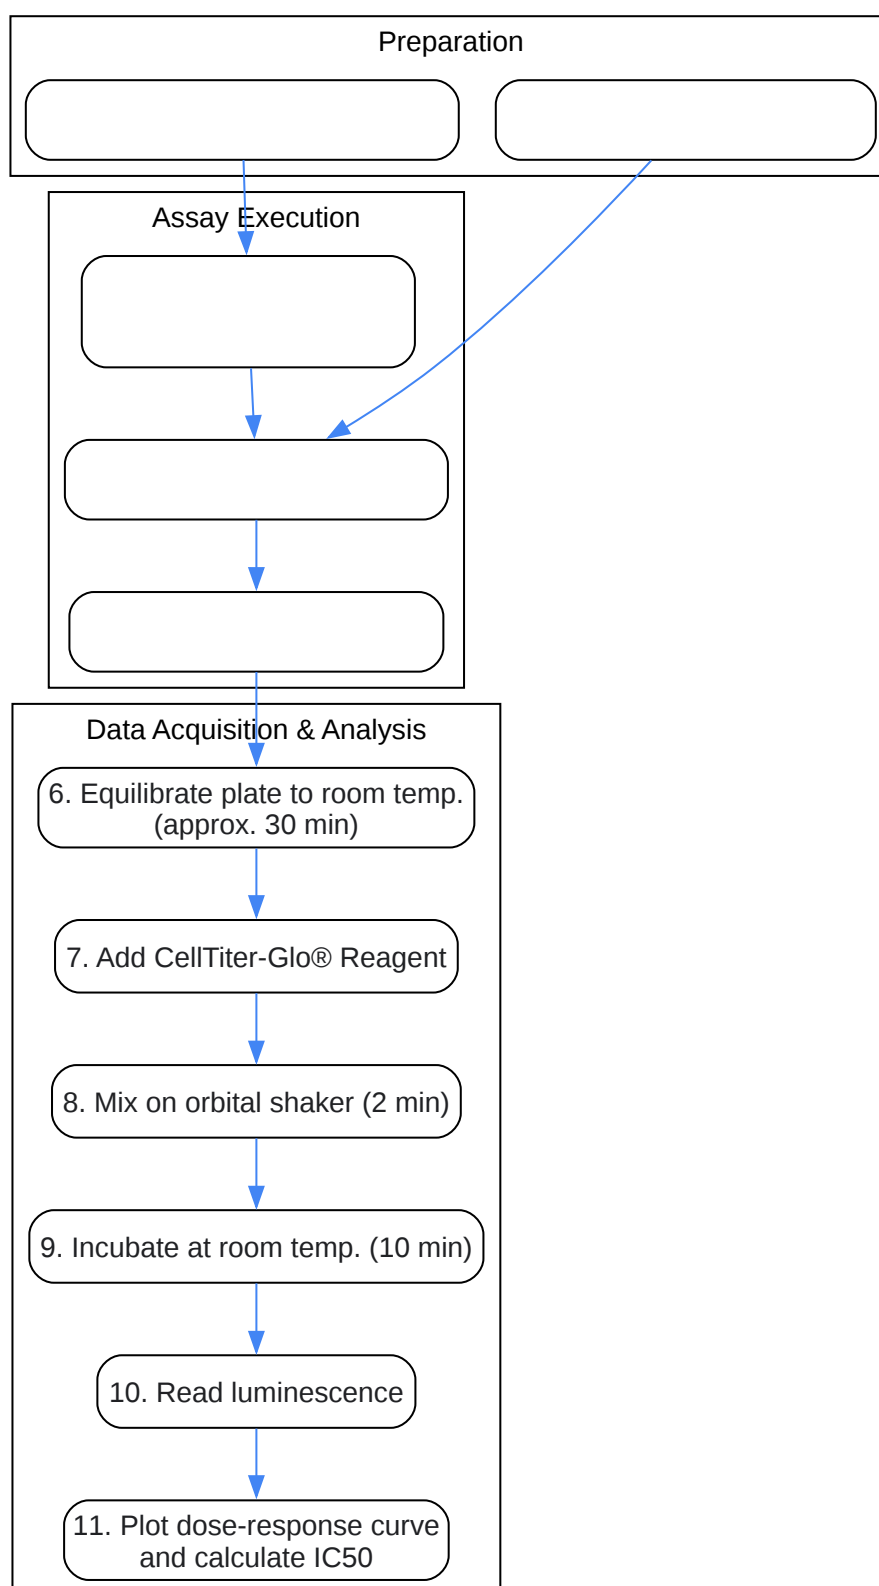 Preparation
Assay Execution
Data Acquisition & Analysis
6. Equilibrate plate to room temp.
(approx. 30 min)
7. Add CellTiter-Glo® Reagent
8. Mix on orbital shaker (2 min)
9. Incubate at room temp. (10 min)
10. Read luminescence
11. Plot dose-response curve
and calculate IC50